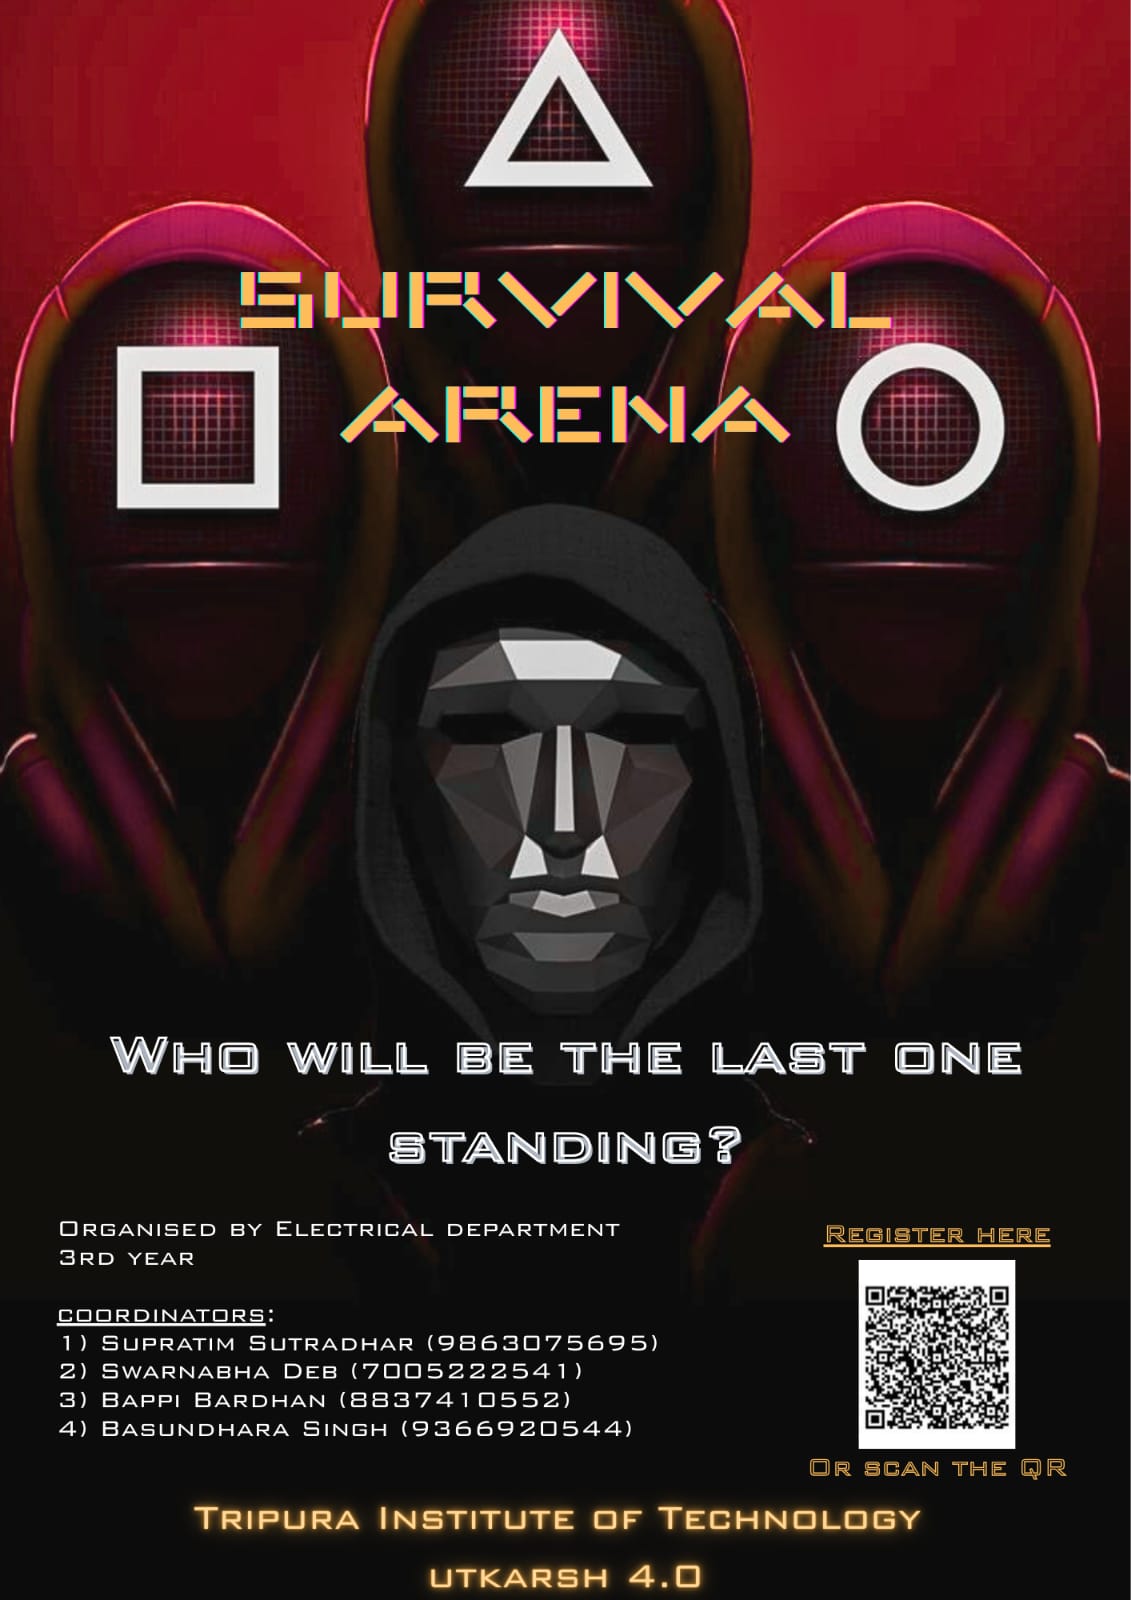 SURVIVAL
ARENA
WHO WILL BE THE LAST ONE
STANDING?
ORGANISED BY ELECTRICAL DEPARTMENT
3RD YEAR
COORDINATORS:
1) SUPRATIM SUTRADHAR (9863075695)
2) SWARNABHA DEB (7005222541)
3) BAPPI BARDHAN (8837410552)
4) BASUNDHARA SINGH (9366920544)
REGISTER HERE
OR SCAN THE QR
TRIPURA INSTITUTE OF TECHNOLOGY
UTKARSH 4.0